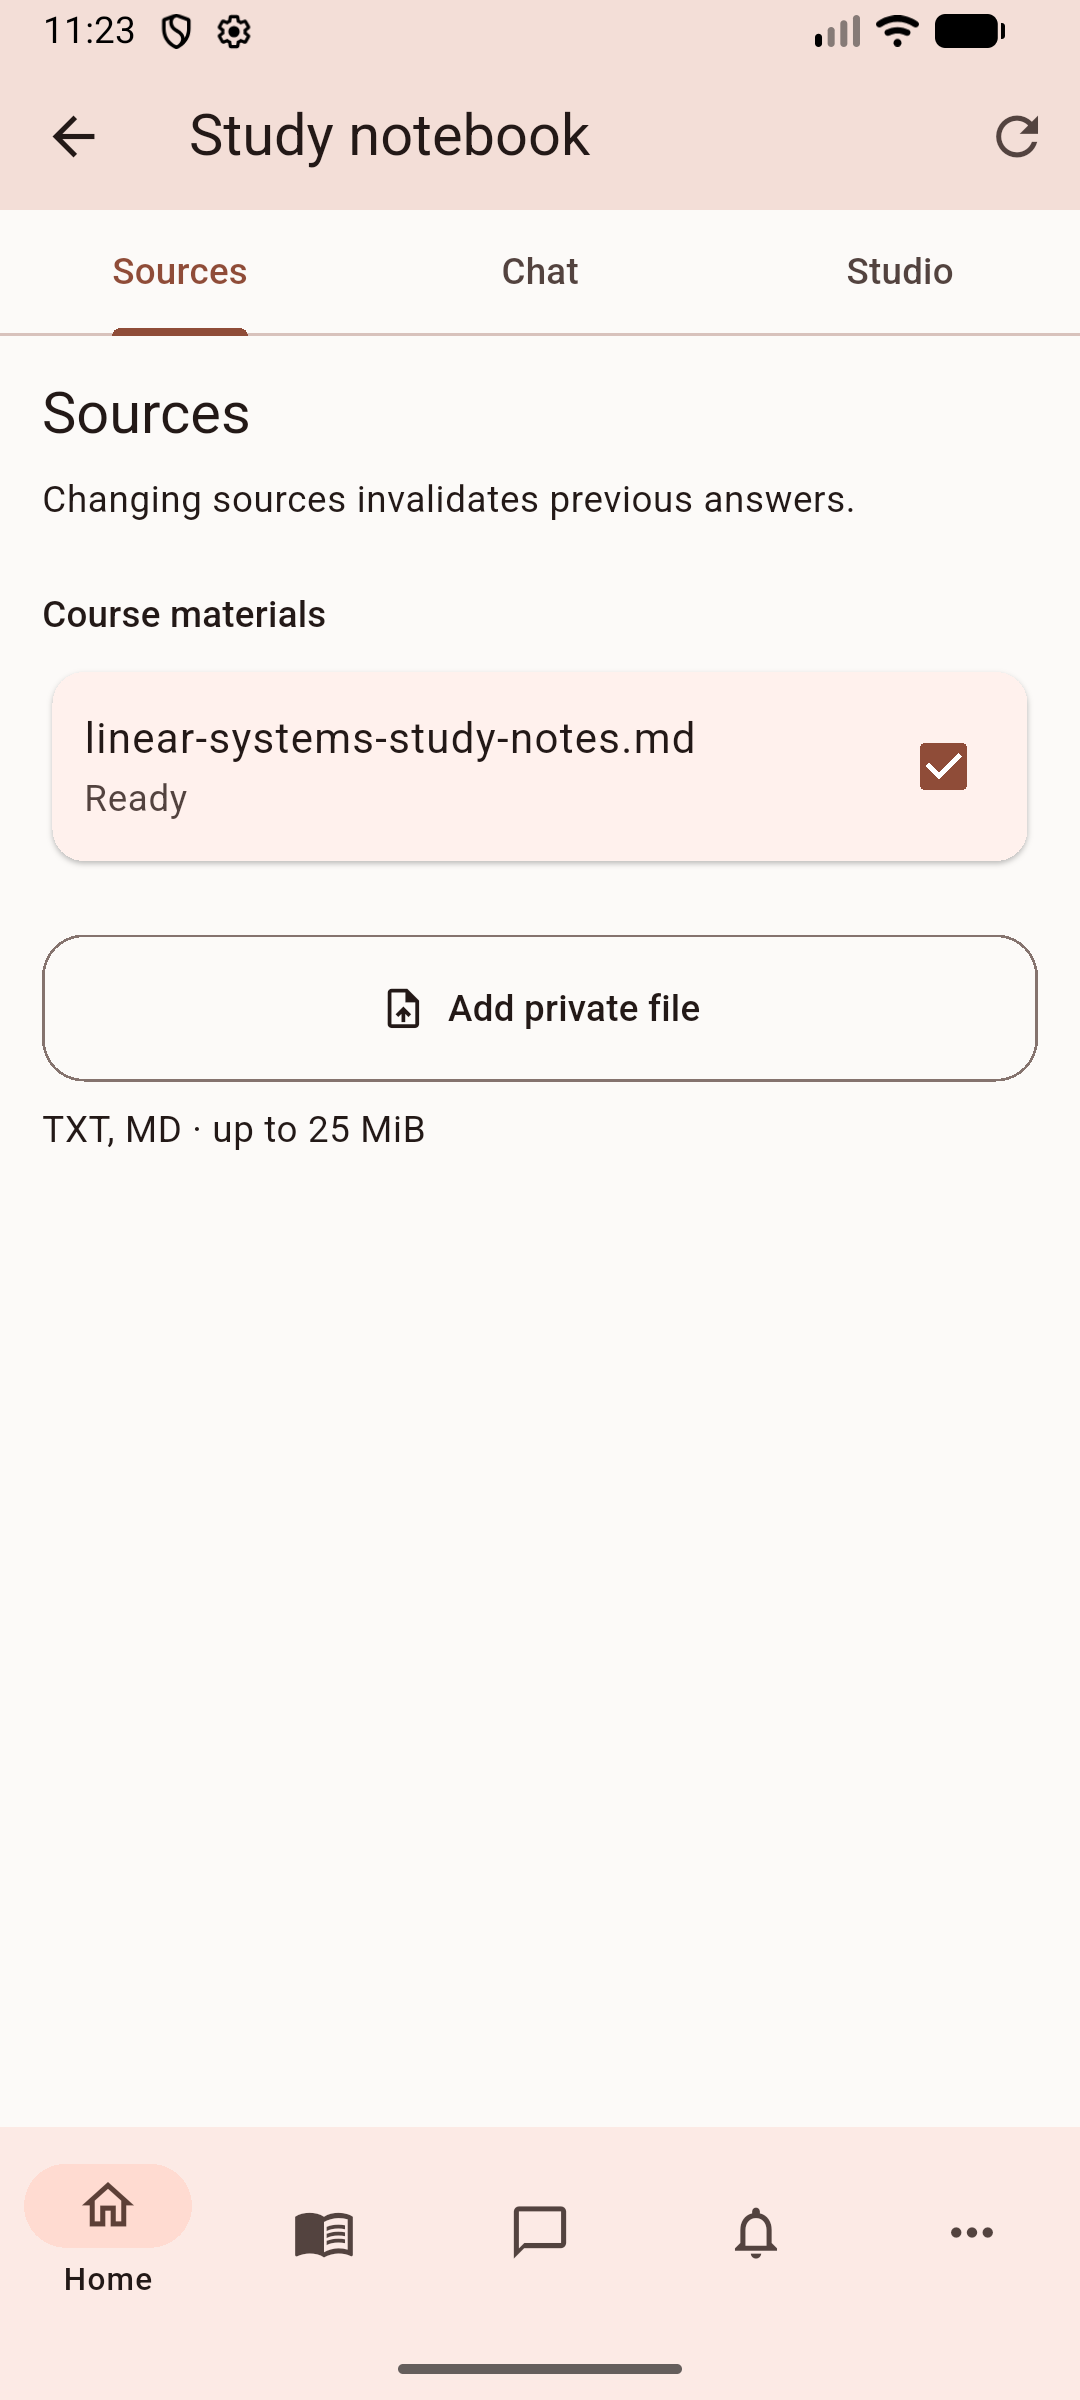 11:23
Study notebook
Sources
Chat
Studio
Sources
Changing sources invalidates previous answers.
Course materials
linear-systems-study-notes.md
Ready
Add private file
TXT, MD · up to 25 MiB
Home